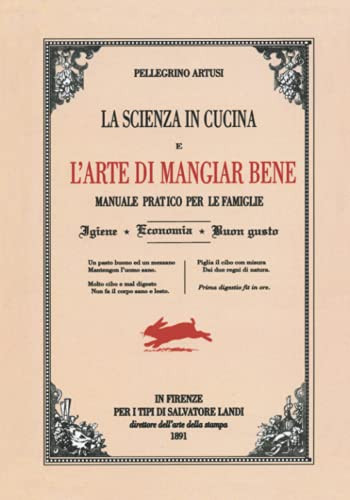 PELLEGRINO ARTUSI
LA SCIENZA IN CUCINA
E
L'ARTE DI MANGIAR BENE
MANUALE PRATICO PER LE FAMIGLIE
Igiene ★ Economia ★ Buon gusto
Un pasto buono ed un mezzano
Mantengon l'uomo sano.
Molto cibo e mal digesto
Non fa il corpo sano e lesto.
Piglia il cibo con misura
Dai due regni di natura.
Prima digestio fit in ore.
IN FIRENZE
PER I TIPI DI SALVATORE LANDI
direttore dell'arte della stampa
1891